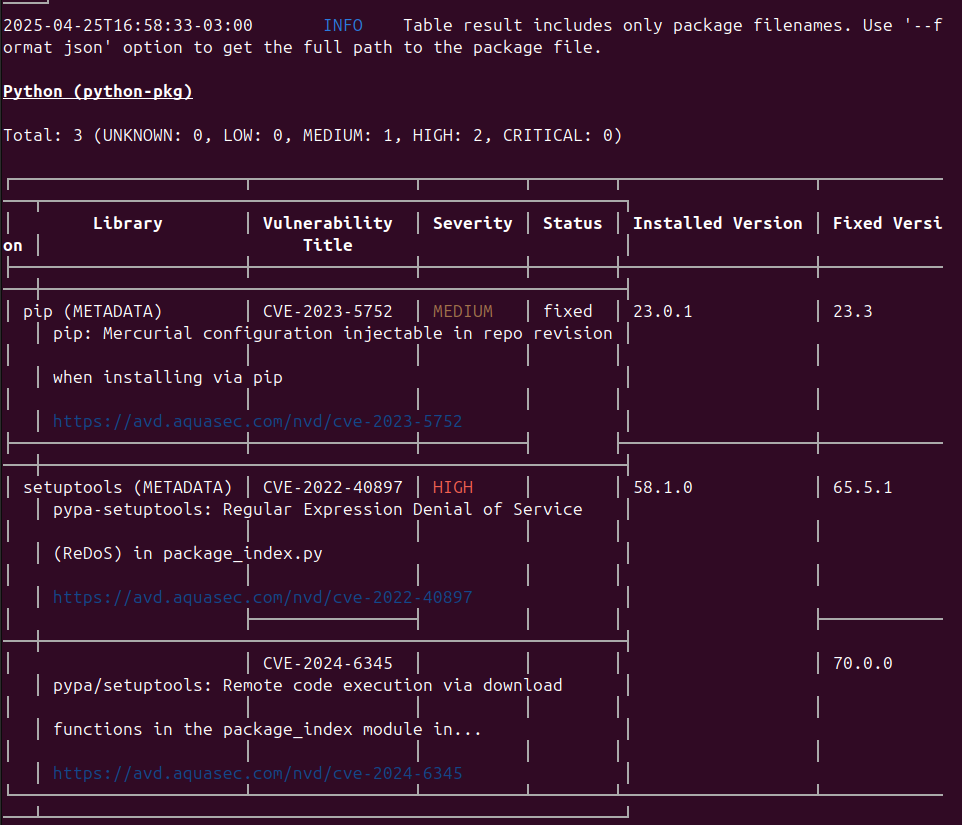 2025-04-25T16:58:33-03:00 INFO Table result includes only package filenames. Use '--f
ormat json' option to get the full path to the package file.
Python (python-pkg)
Total: 3 (UNKNOWN: 0, LOW: 0, MEDIUM: 1, HIGH: 2, CRITICAL: 0)
Library Vulnerability Severity Status Installed Version Fixed Versi
on Title
pip (METADATA) CVE-2023-5752 MEDIUM fixed 23.0.1 23.3
pip: Mercurial configuration injectable in repo revision
when installing via pip
https://avd.aquasec.com/nvd/cve-2023-5752
setuptools (METADATA) CVE-2022-40897 HIGH 58.1.0 65.5.1
pypa-setuptools: Regular Expression Denial of Service
(ReDoS) in package_index.py
https://avd.aquasec.com/nvd/cve-2022-40897
CVE-2024-6345 70.0.0
pypa/setuptools: Remote code execution via download
functions in the package_index module in...
https://avd.aquasec.com/nvd/cve-2024-6345